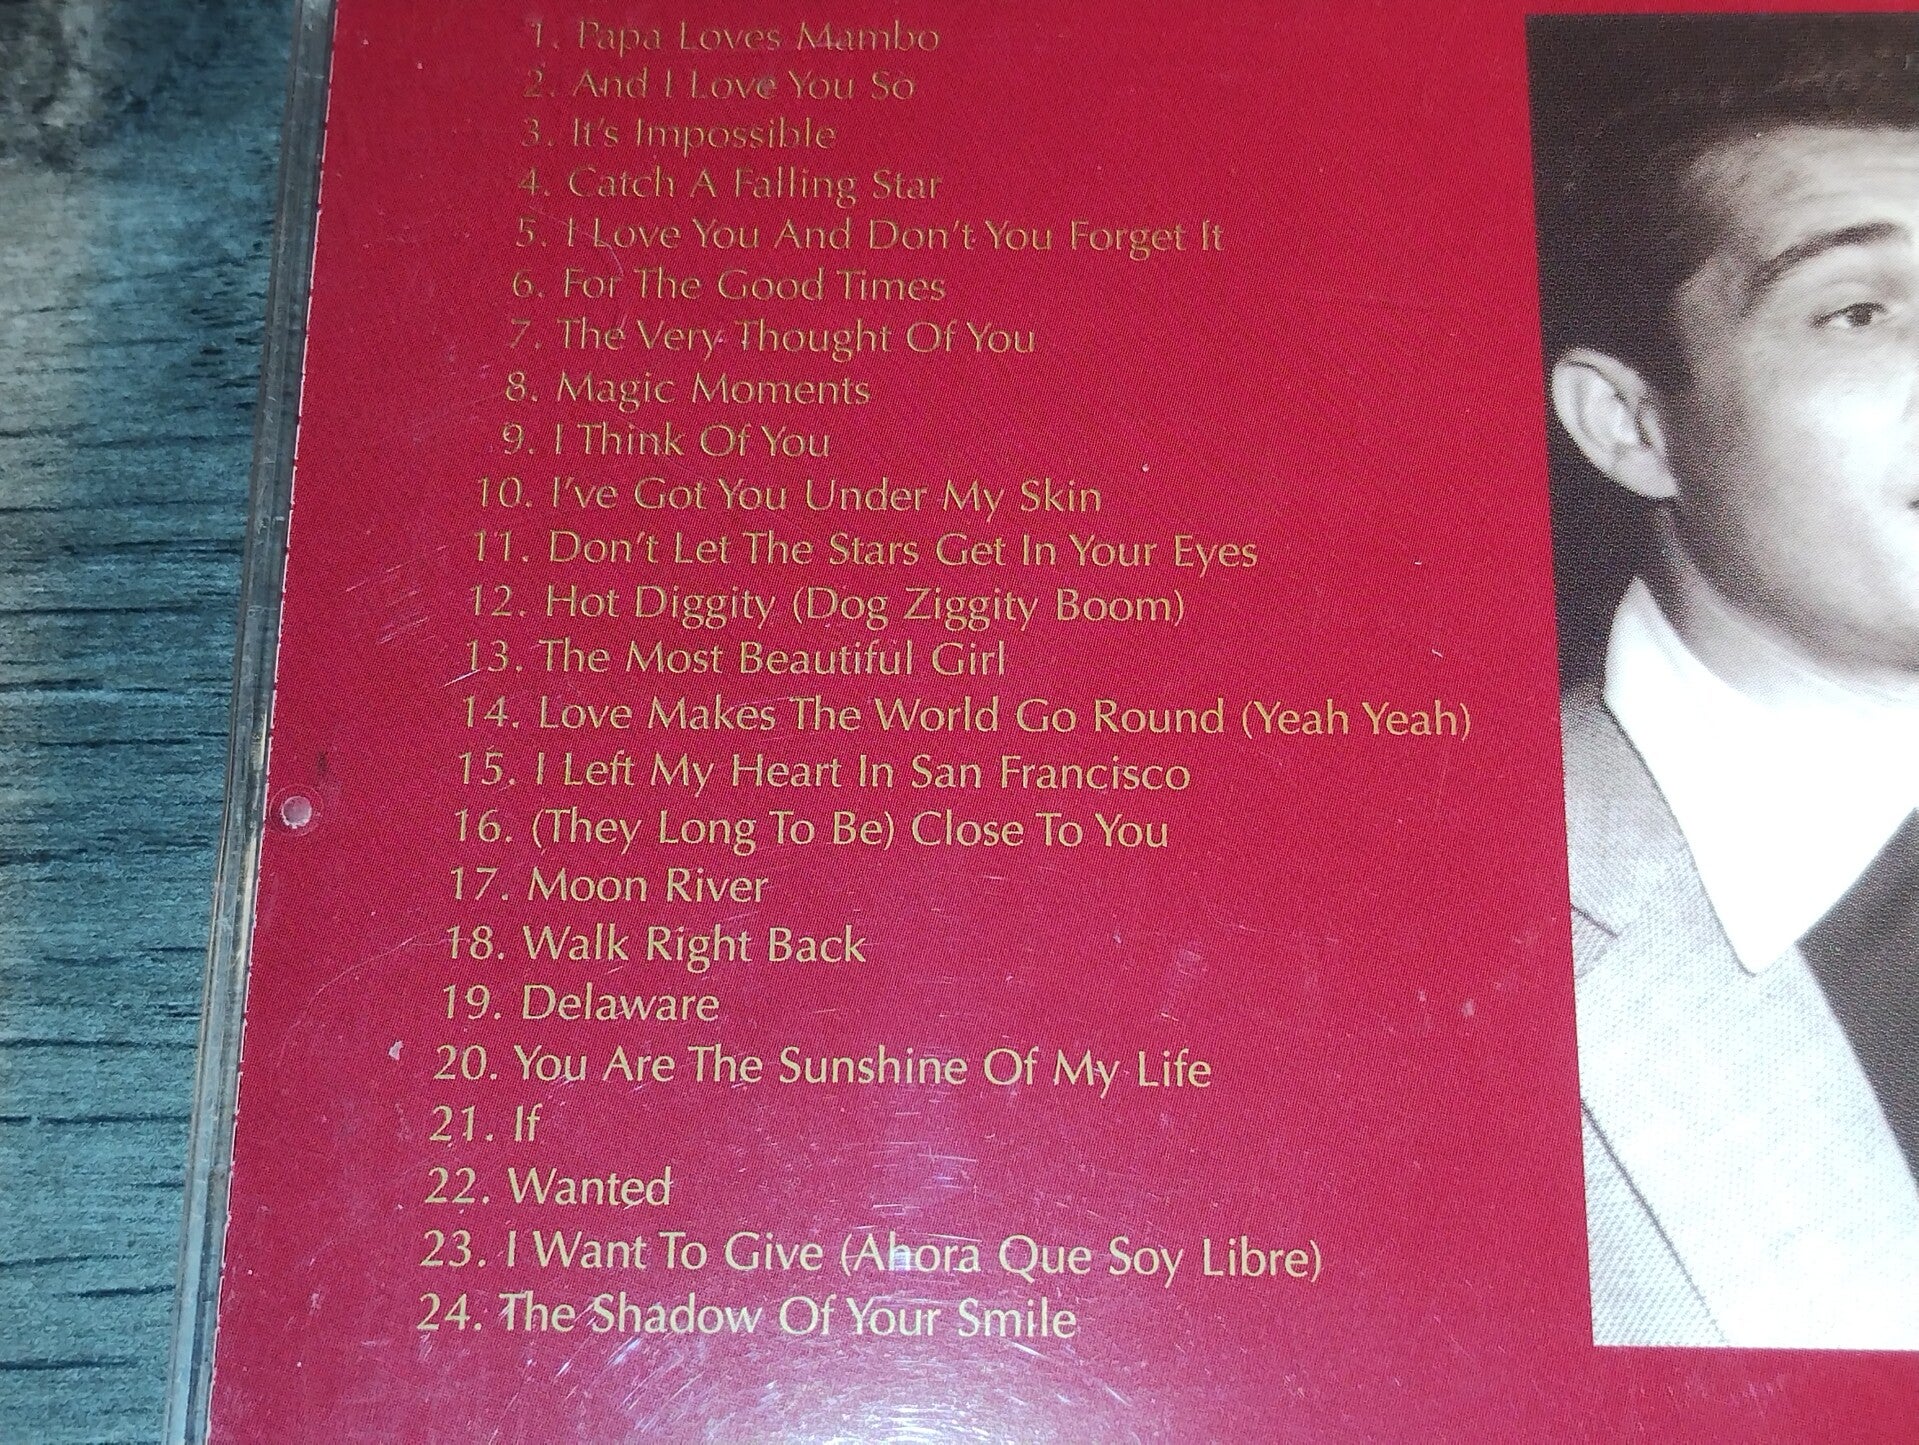 1. Papa Loves Mambo
2. And I Love You So
3. It's Impossible
4. Catch A Falling Star
5. I Love You And Don't You Forget It
6. For The Good Times
7. The Very Thought Of You
8. Magic Moments
9. I Think Of You
10. I've Got You Under My Skin
11. Don't Let The Stars Get In Your Eyes
12. Hot Diggity (Dog Ziggity Boom)
13. The Most Beautiful Girl
14. Love Makes The World Go Round (Yeah Yeah)
15. I Left My Heart In San Francisco
16. (They Long To Be) Close To You
17. Moon River
18. Walk Right Back
19. Delaware
20. You Are The Sunshine Of My Life
21. If
22. Wanted
23. I Want To Give (Ahora Que Soy Libre)
24. The Shadow Of Your Smile